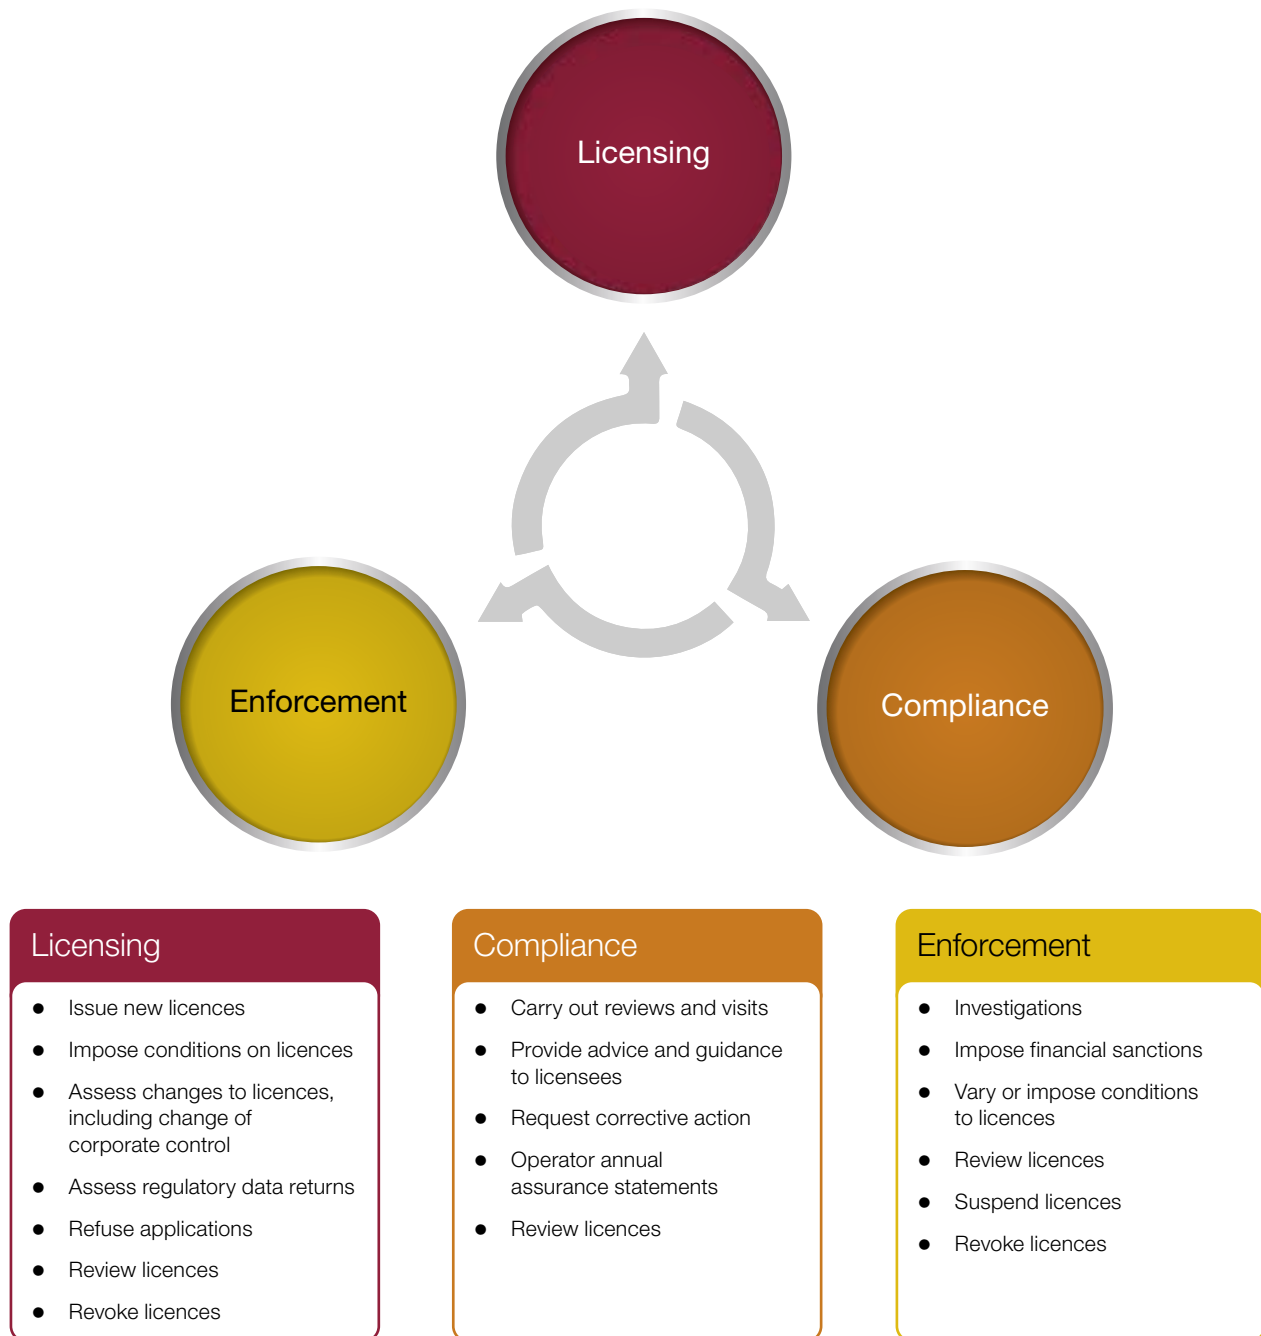 Licensing
Enforcement
Compliance
Licensing
● Issue new licences
● Impose conditions on licences
● Assess changes to licences,
including change of
corporate control
● Assess regulatory data returns
● Refuse applications
● Review licences
● Revoke licences
Compliance
● Carry out reviews and visits
● Provide advice and guidance
to licensees
● Request corrective action
● Operator annual
assurance statements
● Review licences
Enforcement
● Investigations
● Impose financial sanctions
● Vary or impose conditions
to licences
● Review licences
● Suspend licences
● Revoke licences